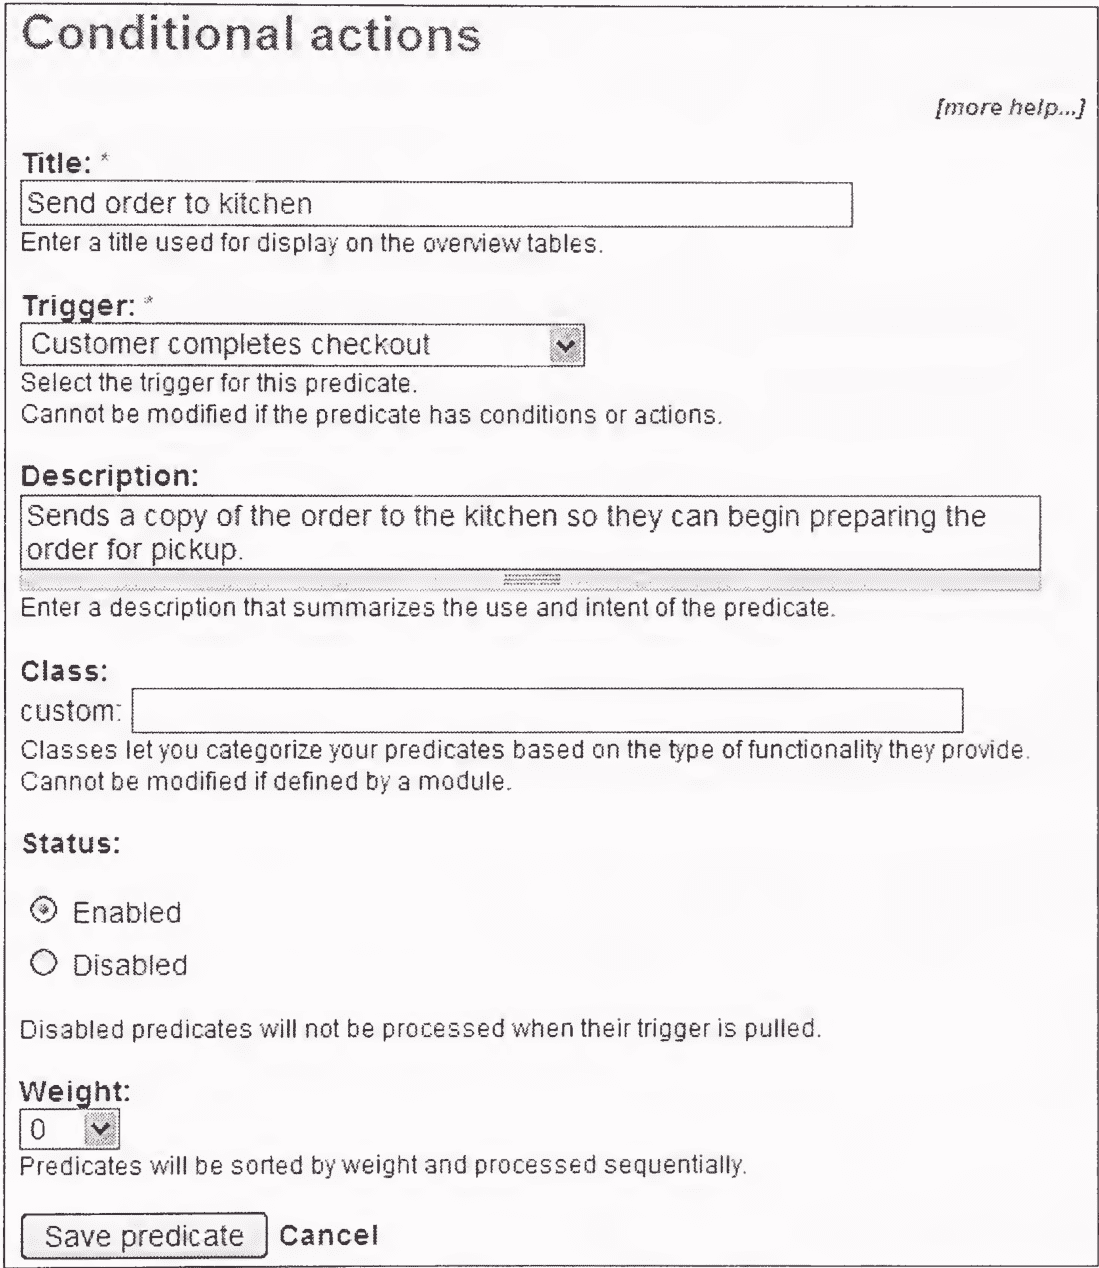 Conditional actions
[more help...]
Title: *
Send order to kitchen
Enter a title used for display on the overview tables.
Trigger: *
Customer completes checkout
Select the trigger for this predicate.
Cannot be modified if the predicate has conditions or actions.
Description:
Sends a copy of the order to the kitchen so they can begin preparing the
order for pickup.
Enter a description that summarizes the use and intent of the predicate.
Class:
custom:
Classes let you categorize your predicates based on the type of functionality they provide.
Cannot be modified if defined by a module.
Status:
Enabled
Disabled
Disabled predicates will not be processed when their trigger is pulled.
Weight:
0
Predicates will be sorted by weight and processed sequentially.
Save predicate Cancel